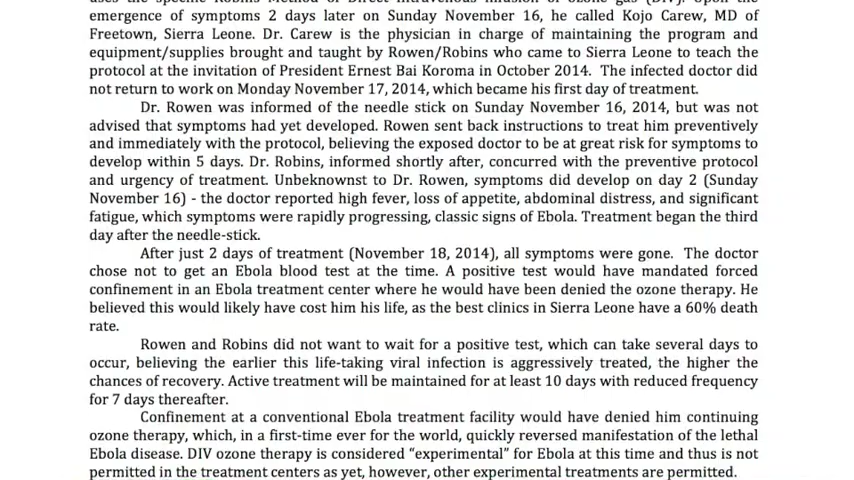 uses the specific Robins Method of Direct Intravenous infusion of ozone gas (DIV). Upon the
emergence of symptoms 2 days later on Sunday November 16, he called Kojo Carew, MD of
Freetown, Sierra Leone. Dr. Carew is the physician in charge of maintaining the program and
equipment/supplies brought and taught by Rowen/Robins who came to Sierra Leone to teach the
protocol at the invitation of President Ernest Bai Koroma in October 2014. The infected doctor did
not return to work on Monday November 17, 2014, which became his first day of treatment.
Dr. Rowen was informed of the needle stick on Sunday November 16, 2014, but was not
advised that symptoms had yet developed. Rowen sent back instructions to treat him preventively
and immediately with the protocol, believing the exposed doctor to be at great risk for symptoms to
develop within 5 days. Dr. Robins, informed shortly after, concurred with the preventive protocol
and urgency of treatment. Unbeknownst to Dr. Rowen, symptoms did develop on day 2 (Sunday
November 16) - the doctor reported high fever, loss of appetite, abdominal distress, and significant
fatigue, which symptoms were rapidly progressing, classic signs of Ebola. Treatment began the third
day after the needle-stick.
After just 2 days of treatment (November 18, 2014), all symptoms were gone. The doctor
chose not to get an Ebola blood test at the time. A positive test would have mandated forced
confinement in an Ebola treatment center where he would have been denied the ozone therapy. He
believed this would likely have cost him his life, as the best clinics in Sierra Leone have a 60% death
rate.
Rowen and Robins did not want to wait for a positive test, which can take several days to
occur, believing the earlier this life-taking viral infection is aggressively treated, the higher the
chances of recovery. Active treatment will be maintained for at least 10 days with reduced frequency
for 7 days thereafter.
Confinement at a conventional Ebola treatment facility would have denied him continuing
ozone therapy, which, in a first-time ever for the world, quickly reversed manifestation of the lethal
Ebola disease. DIV ozone therapy is considered "experimental" for Ebola at this time and thus is not
permitted in the treatment centers as yet, however, other experimental treatments are permitted.